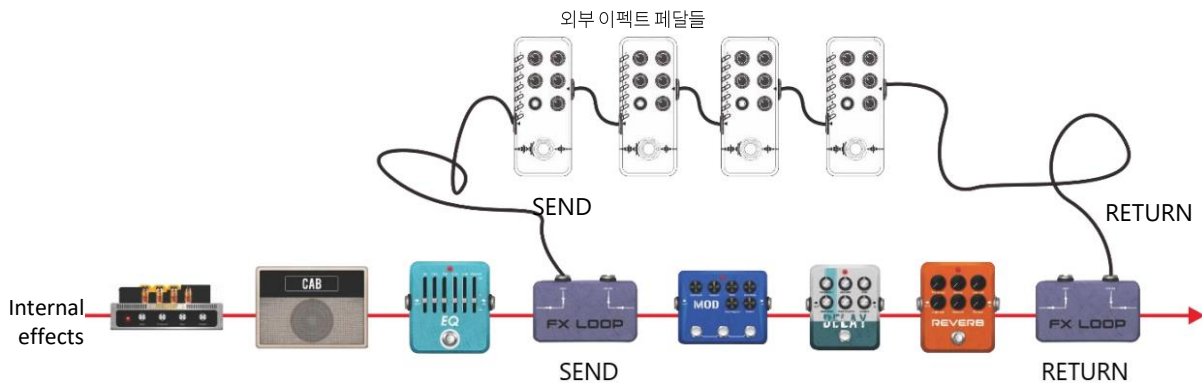 외부 이펙트 페달들
SEND
RETURN
CAB
Internal
effects
EQ
FX LOOP
MOD
DELAY
REVERB
FX LOOP
SEND
RETURN